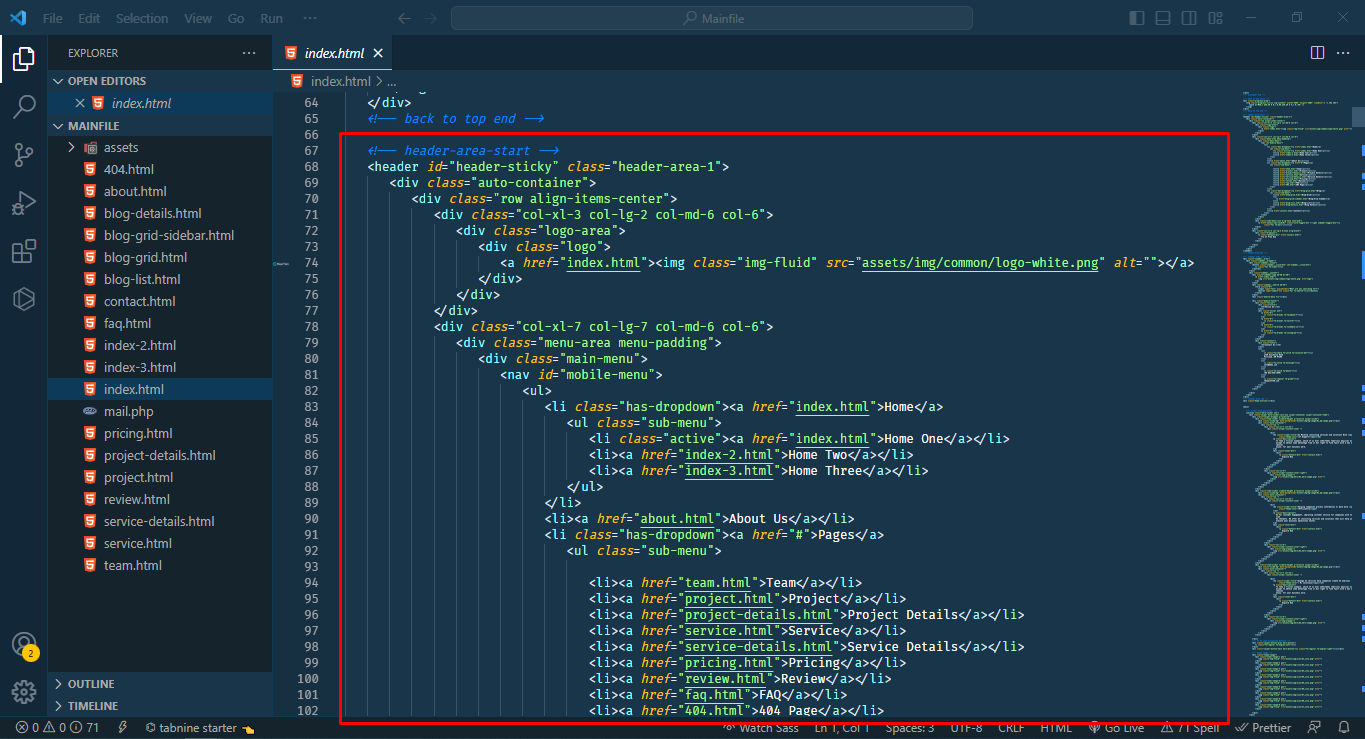 File Edit Selection View Go Run ··· Mainfile
EXPLORER ···
OPEN EDITORS
index.html
MAINFILE
assets
404.html
about.html
blog-details.html
blog-grid-sidebar.html
blog-grid.html
blog-list.html
contact.html
faq.html
index-2.html
index-3.html
index.html
mail.php
pricing.html
project-details.html
project.html
review.html
service-details.html
service.html
team.html
OUTLINE
TIMELINE
2
index.html
index.html > ...
64 </div>
65 <!-- back to top end -->
66
67 <!-- header-area-start -->
68 <header id="header-sticky" class="header-area-1">
69 <div class="auto-container">
70 <div class="row align-items-center">
71 <div class="col-xl-3 col-lg-2 col-md-6 col-6">
72 <div class="logo-area">
73 <div class="logo">
74 <a href="index.html"><img class="img-fluid" src="assets/img/common/logo-white.png" alt=""></a>
75 </div>
76 </div>
77 </div>
78 <div class="col-xl-7 col-lg-7 col-md-6 col-6">
79 <div class="menu-area menu-padding">
80 <div class="main-menu">
81 <nav id="mobile-menu">
82 <ul>
83 <li class="has-dropdown"><a href="index.html">Home</a>
84 <ul class="sub-menu">
85 <li class="active"><a href="index.html">Home One</a></li>
86 <li><a href="index-2.html">Home Two</a></li>
87 <li><a href="index-3.html">Home Three</a></li>
88 </ul>
89 </li>
90 <li><a href="about.html">About Us</a></li>
91 <li class="has-dropdown"><a href="#">Pages</a>
92 <ul class="sub-menu">
93
94 <li><a href="team.html">Team</a></li>
95 <li><a href="project.html">Project</a></li>
96 <li><a href="project-details.html">Project Details</a></li>
97 <li><a href="service.html">Service</a></li>
98 <li><a href="service-details.html">Service Details</a></li>
99 <li><a href="pricing.html">Pricing</a></li>
100 <li><a href="review.html">Review</a></li>
101 <li><a href="faq.html">FAQ</a></li>
102 <li><a href="404.html">404 Page</a></li>
0 0 71 tabnine starter Watch Sass Ln 1, Col 1 Spaces: 3 UTF-8 CRLF HTML Go Live 71 Spell Prettier